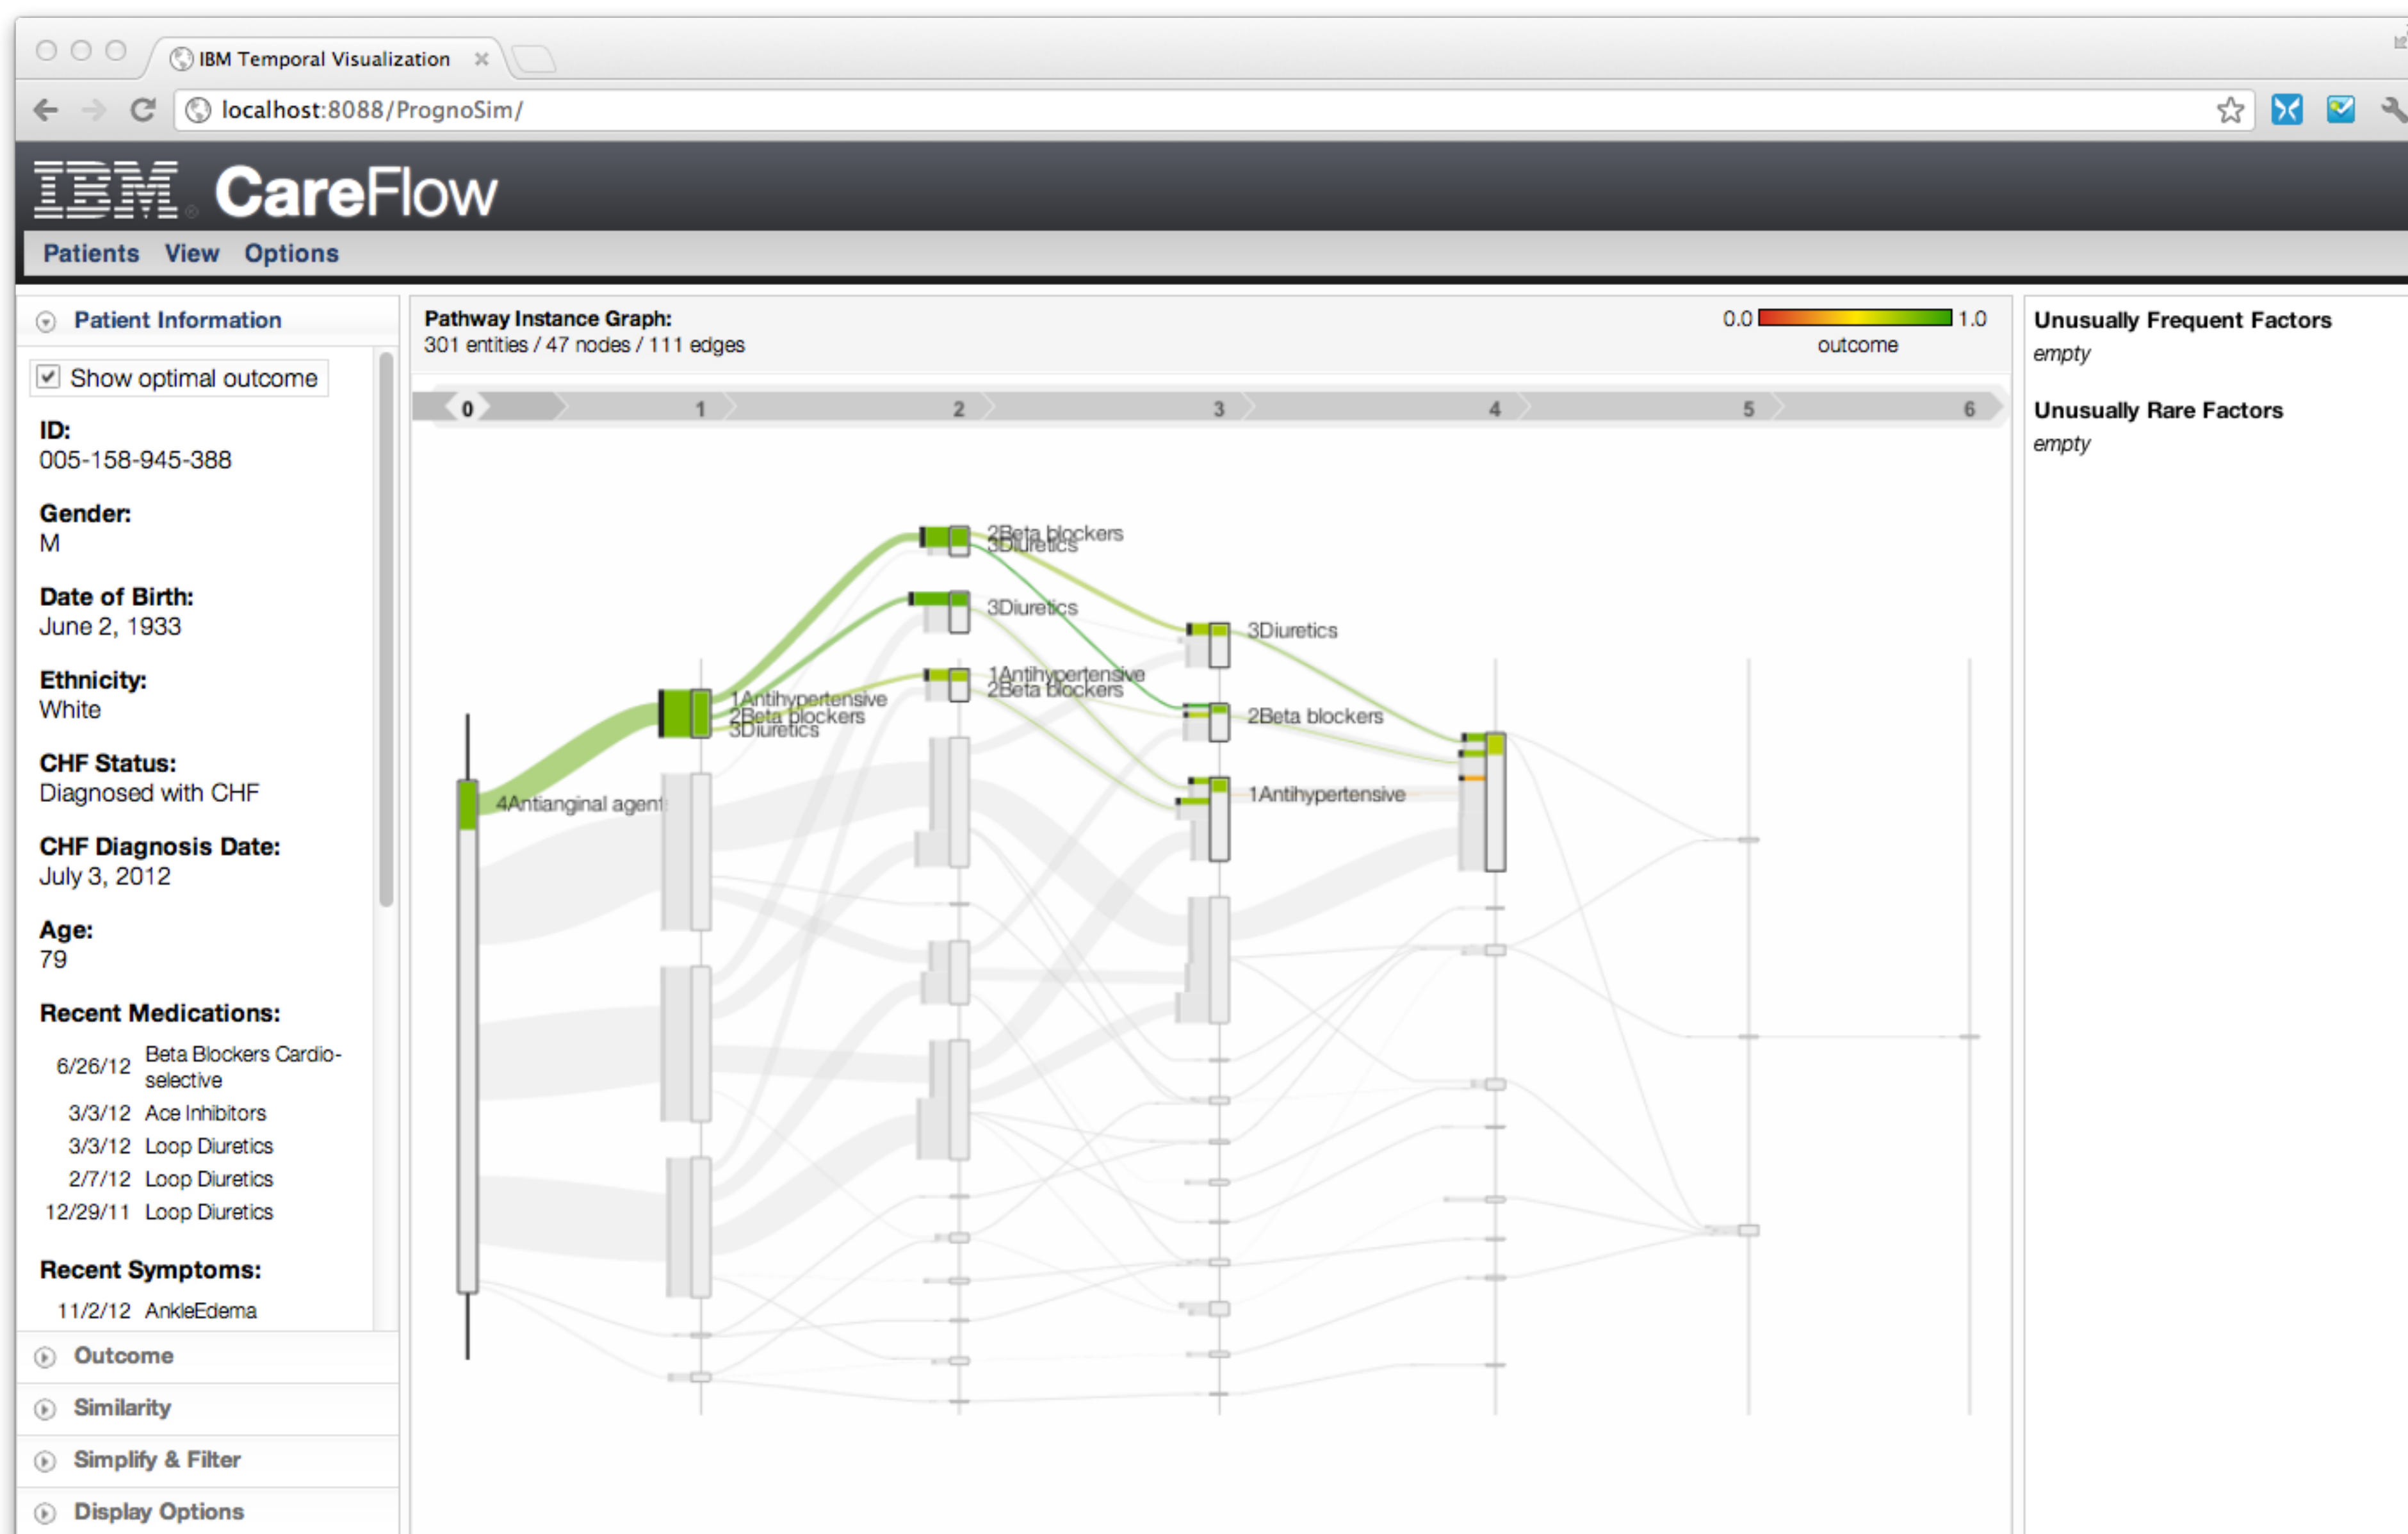 IBM Temporal Visualization
localhost:8088/PrognoSim/
IBM® CareFlow
Patients View Options
Patient Information
Show optimal outcome
ID:
005-158-945-388
Gender:
M
Date of Birth:
June 2, 1933
Ethnicity:
White
CHF Status:
Diagnosed with CHF
CHF Diagnosis Date:
July 3, 2012
Age:
79
Recent Medications:
6/26/12 Beta Blockers Cardio-
selective
3/3/12 Ace Inhibitors
3/3/12 Loop Diuretics
2/7/12 Loop Diuretics
12/29/11 Loop Diuretics
Recent Symptoms:
11/2/12 AnkleEdema
Outcome
Similarity
Simplify & Filter
Display Options
Pathway Instance Graph:
301 entities / 47 nodes / 111 edges
0.0 1.0
outcome
0 1 2 3 4 5 6
4Antianginal agent
1Antihypertensive
2Beta blockers
3Diuretics
2Beta blockers
3Diuretics
3Diuretics
1Antihypertensive
2Beta blockers
3Diuretics
2Beta blockers
1Antihypertensive
Unusually Frequent Factors
empty
Unusually Rare Factors
empty